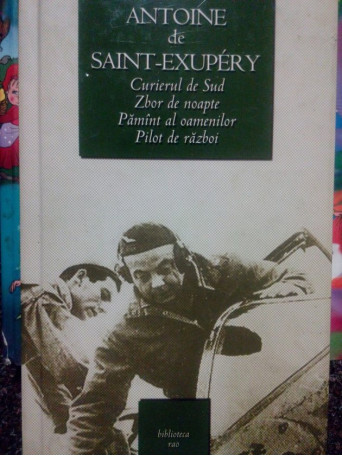 ANTOINE
de
SAINT-EXUPÉRY
Curierul de Sud
Zbor de noapte
Pămînt al oamenilor
Pilot de război
biblioteca
rao